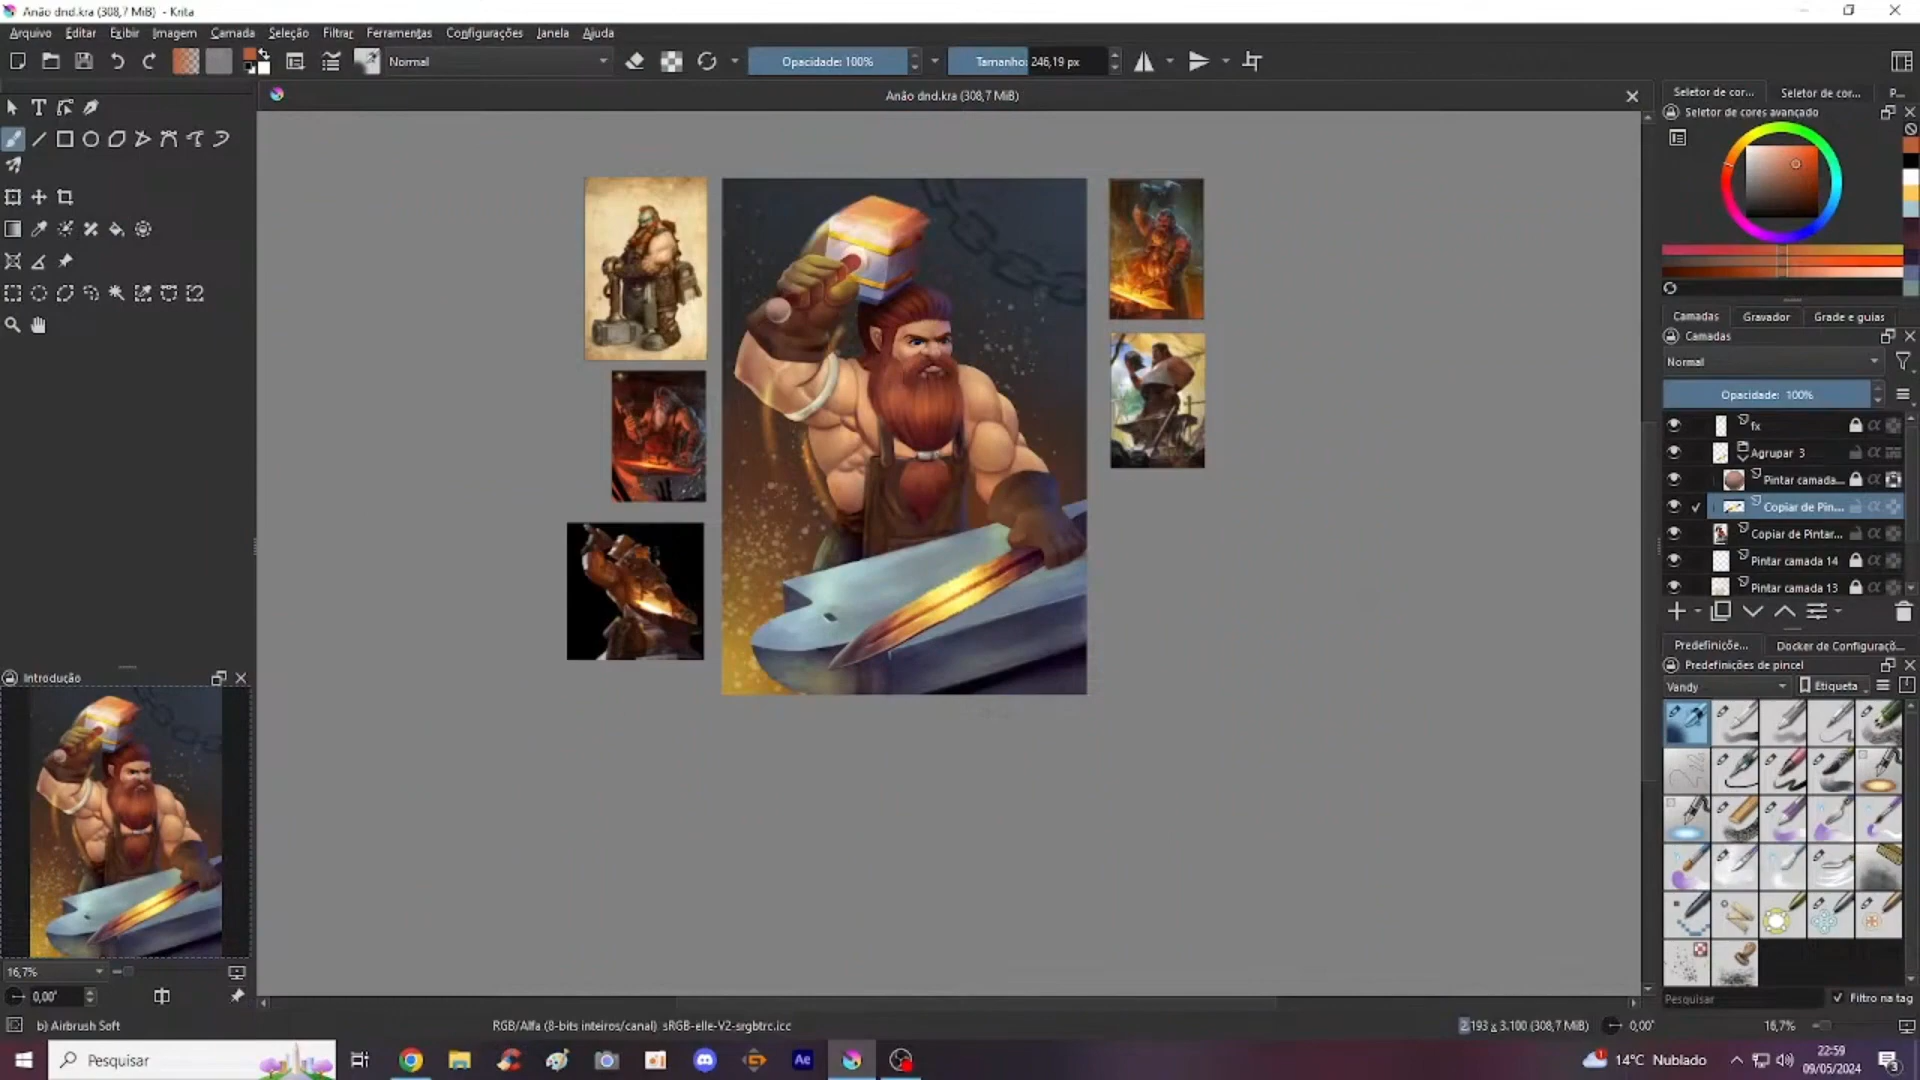 Anão dnd.kra (308,7 MiB) - Krita
Arquivo Editar Exibir Imagem Camada Seleção Filtrar Ferramentas Configurações Janela Ajuda
Normal
Opacidade: 100%
Tamanho: 246,19 px
Anão dnd.kra (308,7 MiB)
Seletor de cor... Seletor de cor... P...
Seletor de cores avançado
Camadas Gravador Grade e guias
Camadas
Normal
Opacidade: 100%
fx
Agrupar 3
Pintar camada...
Copiar de Pin...
Copiar de Pintar...
Pintar camada 14
Pintar camada 13
Predefiniçõe... Docker de Configuraçõ...
Predefinições de pincel
Vandy
Etiqueta
Pesquisar
Filtro na tag
Introdução
16,7%
0,00°
b) Airbrush Soft
RGB/Alfa (8-bits inteiros/canal) sRGB-elle-V2-srgbtrc.icc
2.193 x 3.100 (308,7 MiB)
0,00°
16,7%
Pesquisar
Ae
1
14°C Nublado
22:59
09/05/2024
3